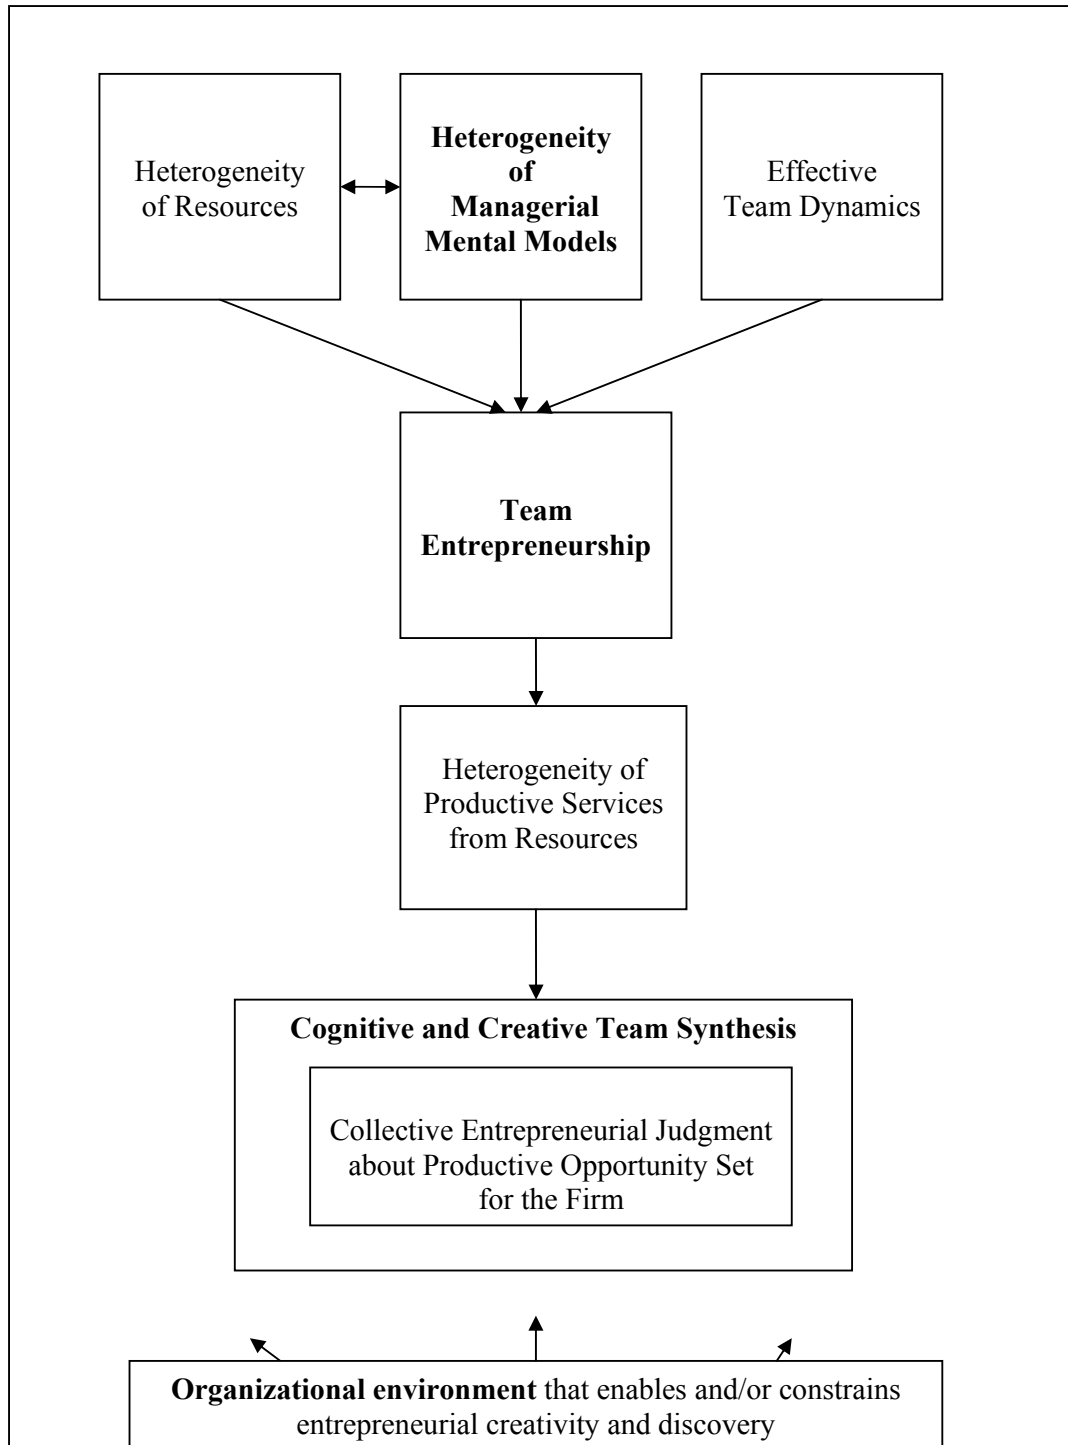 Heterogeneity
of Resources
Heterogeneity
of
Managerial
Mental Models
Effective
Team Dynamics
Team
Entrepreneurship
Heterogeneity of
Productive Services
from Resources
Cognitive and Creative Team Synthesis
Collective Entrepreneurial Judgment
about Productive Opportunity Set
for the Firm
Organizational environment that enables and/or constrains
entrepreneurial creativity and discovery